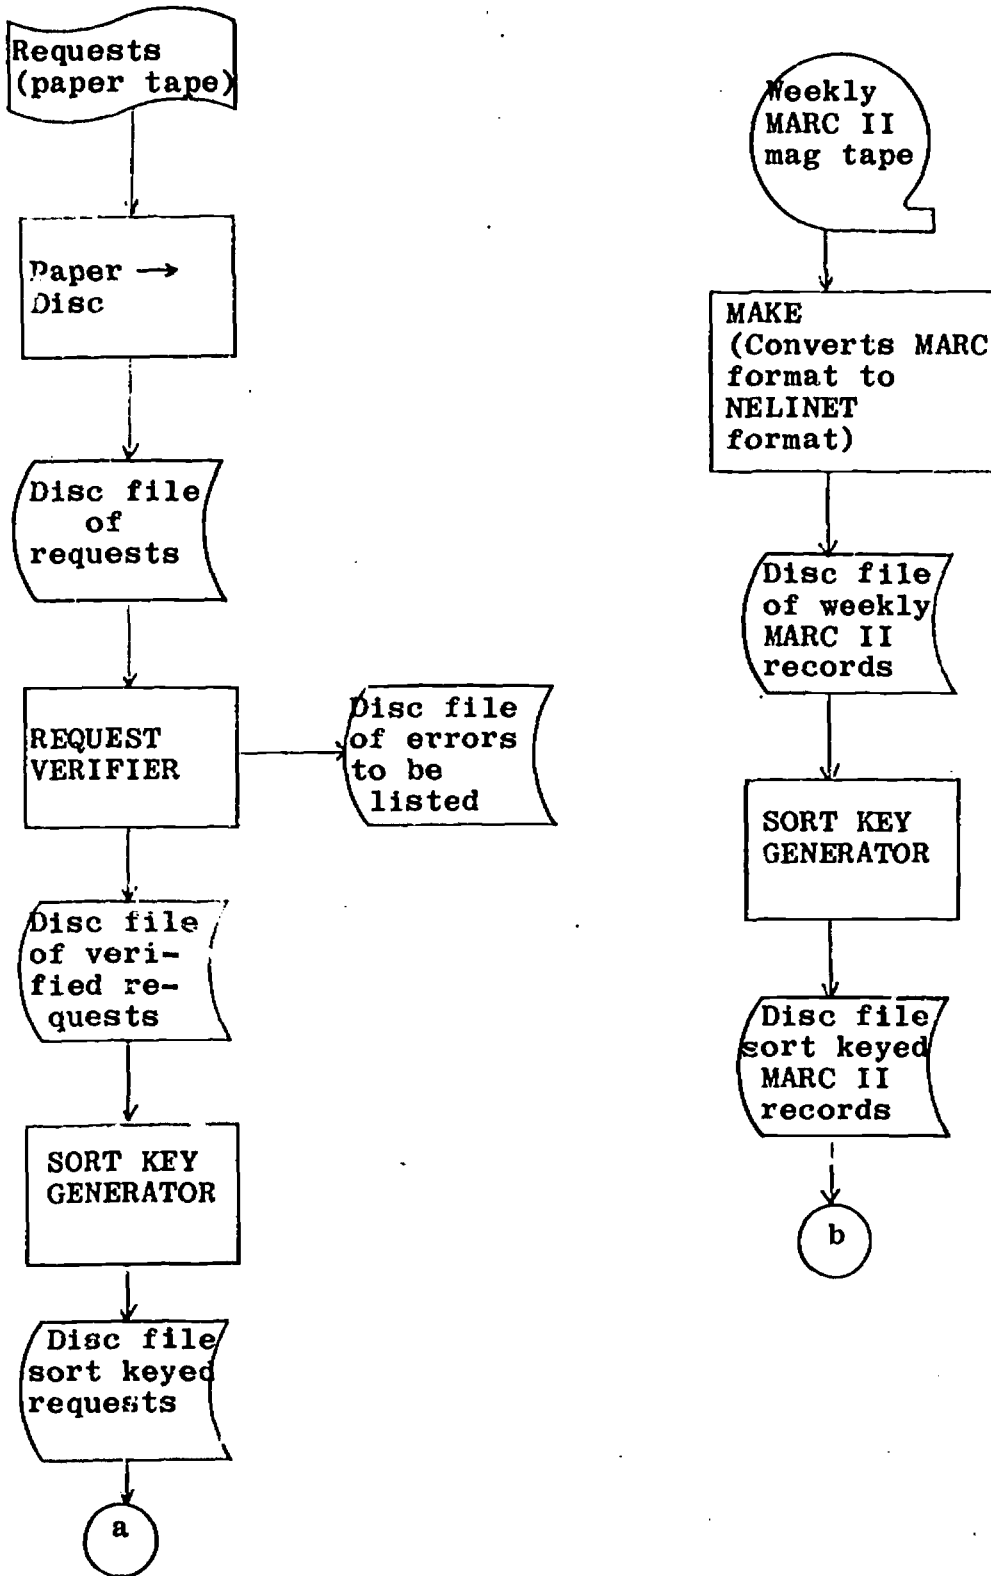 Requests
(paper tape)
Paper →
Disc
Disc file
of
requests
REQUEST
VERIFIER
Disc file
of errors
to be
listed
Disc file
of veri-
fied re-
quests
SORT KEY
GENERATOR
Disc file
sort keyed
requests
a
Weekly
MARC II
mag tape
MAKE
(Converts MARC
format to
NELINET
format)
Disc file
of weekly
MARC II
records
SORT KEY
GENERATOR
Disc file
sort keyed
MARC II
records
b